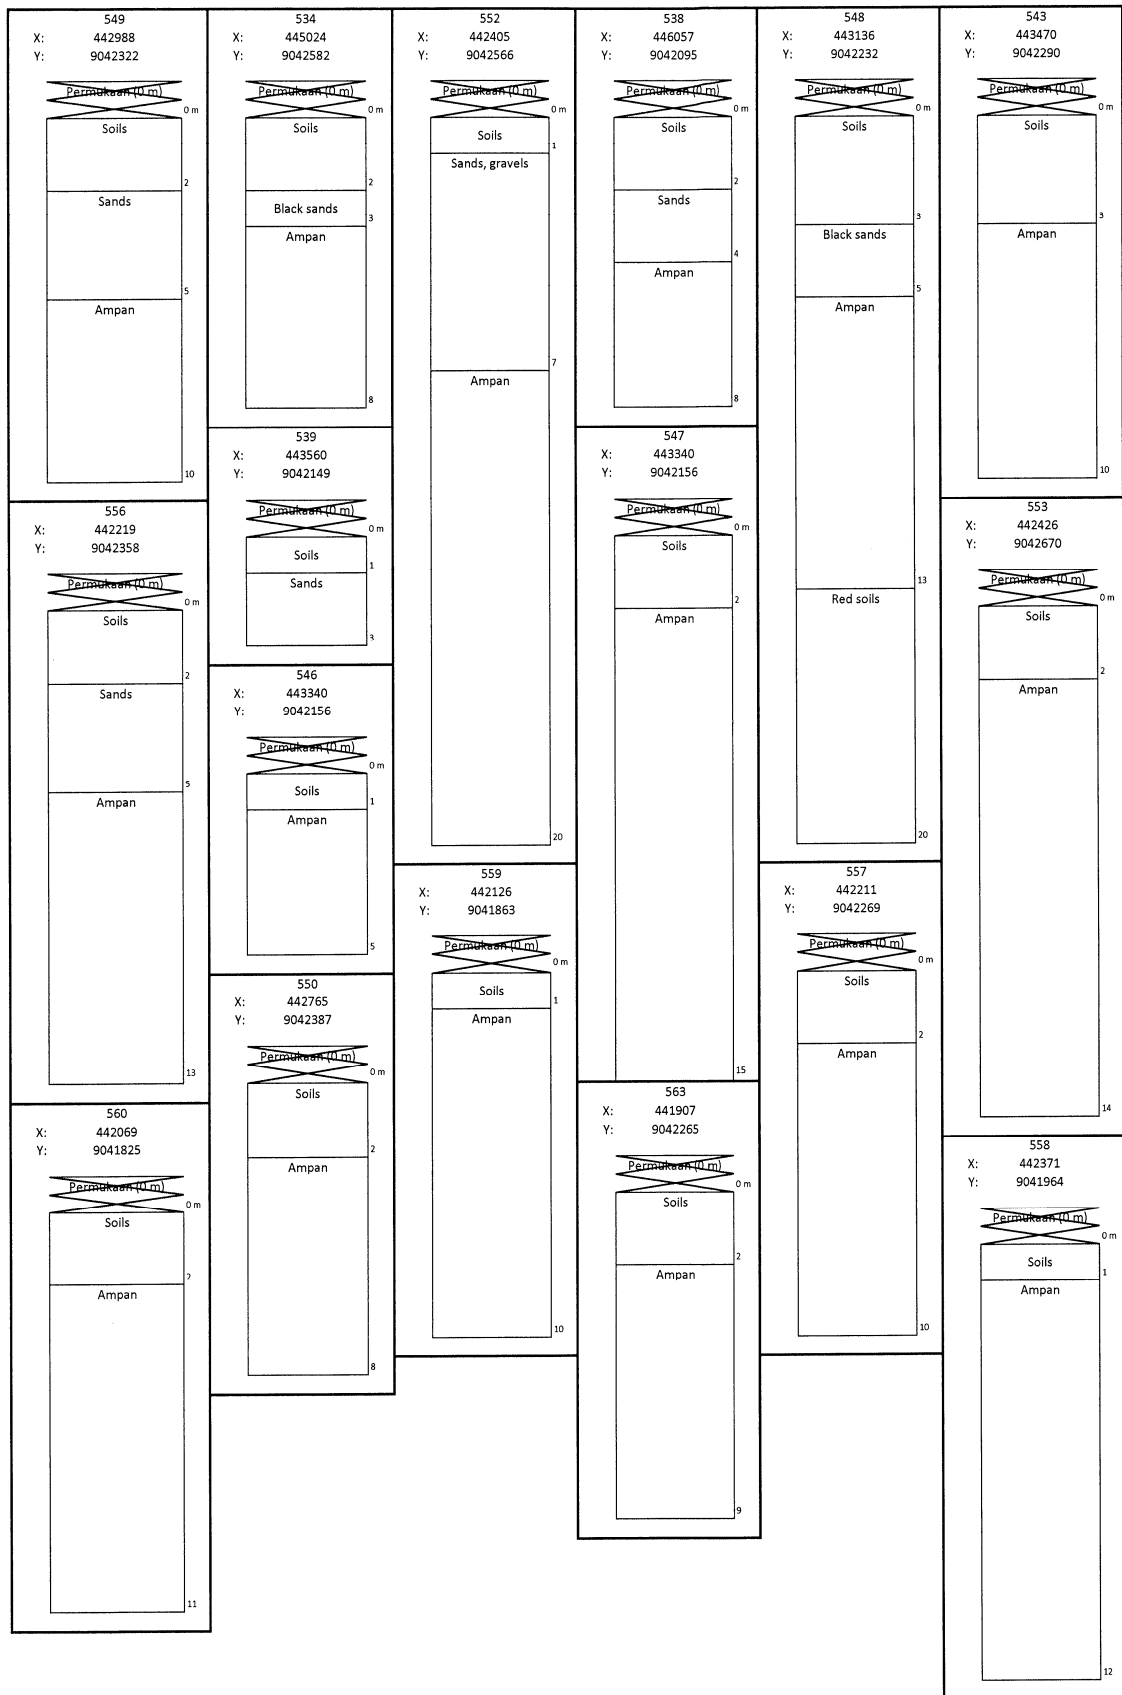 549
X: 442988
Y: 9042322
Permukaan (0 m)
0 m
Soils
2
Sands
5
Ampan
10
556
X: 442219
Y: 9042358
Permukaan (0 m)
0 m
Soils
2
Sands
5
Ampan
13
560
X: 442069
Y: 9041825
Permukaan (0 m)
0 m
Soils
2
Ampan
11
534
X: 445024
Y: 9042582
Permukaan (0 m)
0 m
Soils
2
Black sands
3
Ampan
8
539
X: 443560
Y: 9042149
Permukaan (0 m)
0 m
Soils
1
Sands
3
546
X: 443340
Y: 9042156
Permukaan (0 m)
0 m
Soils
1
Ampan
5
550
X: 442765
Y: 9042387
Permukaan (0 m)
0 m
Soils
2
Ampan
8
552
X: 442405
Y: 9042566
Permukaan (0 m)
0 m
Soils
1
Sands, gravels
7
Ampan
20
559
X: 442126
Y: 9041863
Permukaan (0 m)
0 m
Soils
1
Ampan
10
538
X: 446057
Y: 9042095
Permukaan (0 m)
0 m
Soils
2
Sands
4
Ampan
8
547
X: 443340
Y: 9042156
Permukaan (0 m)
0 m
Soils
2
Ampan
15
563
X: 441907
Y: 9042265
Permukaan (0 m)
0 m
Soils
2
Ampan
9
548
X: 443136
Y: 9042232
Permukaan (0 m)
0 m
Soils
3
Black sands
5
Ampan
13
Red soils
20
557
X: 442211
Y: 9042269
Permukaan (0 m)
0 m
Soils
2
Ampan
10
543
X: 443470
Y: 9042290
Permukaan (0 m)
0 m
Soils
3
Ampan
10
553
X: 442426
Y: 9042670
Permukaan (0 m)
0 m
Soils
2
Ampan
14
558
X: 442371
Y: 9041964
Permukaan (0 m)
0 m
Soils
1
Ampan
12